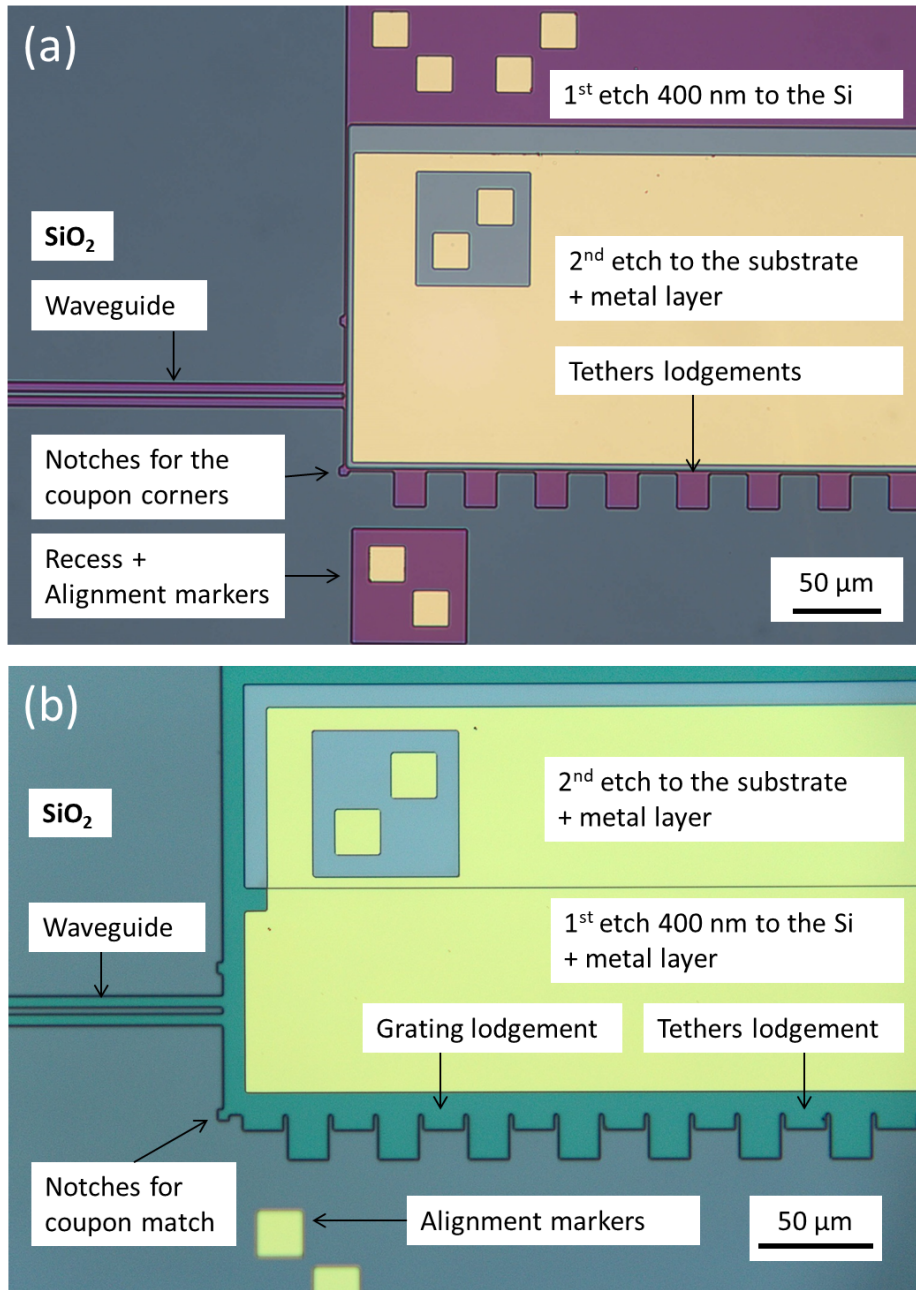 (a)
1st etch 400 nm to the Si
SiO2
Waveguide
2nd etch to the substrate
+ metal layer
Tethers lodgements
Notches for the
coupon corners
Recess +
Alignment markers
50 μm
(b)
2nd etch to the substrate
+ metal layer
SiO2
Waveguide
1st etch 400 nm to the Si
+ metal layer
Grating lodgement
Tethers lodgement
Notches for
coupon match
Alignment markers
50 μm